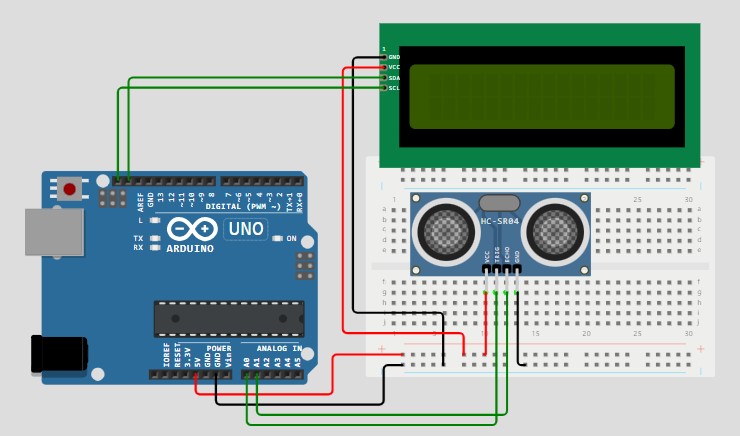 1
GND
VCC
SDA
SCL
AREF
GND
13
12
~11
~10
~9
8
7
~6
~5
4
~3
2
TX→1
RX←0
DIGITAL (PWM ~)
L
TX
RX
ARDUINO
UNO
ON
IOREF
RESET
3.3V
5V
GND
GND
Vin
POWER
ANALOG IN
A0
A1
A2
A3
A4
A5
HC-SR04
VCC
TRIG
ECHO
GND
1
25
30
a
b
c
d
e
f
g
h
i
j
a
b
c
d
e
f
g
h
i
j
15
20
25
30